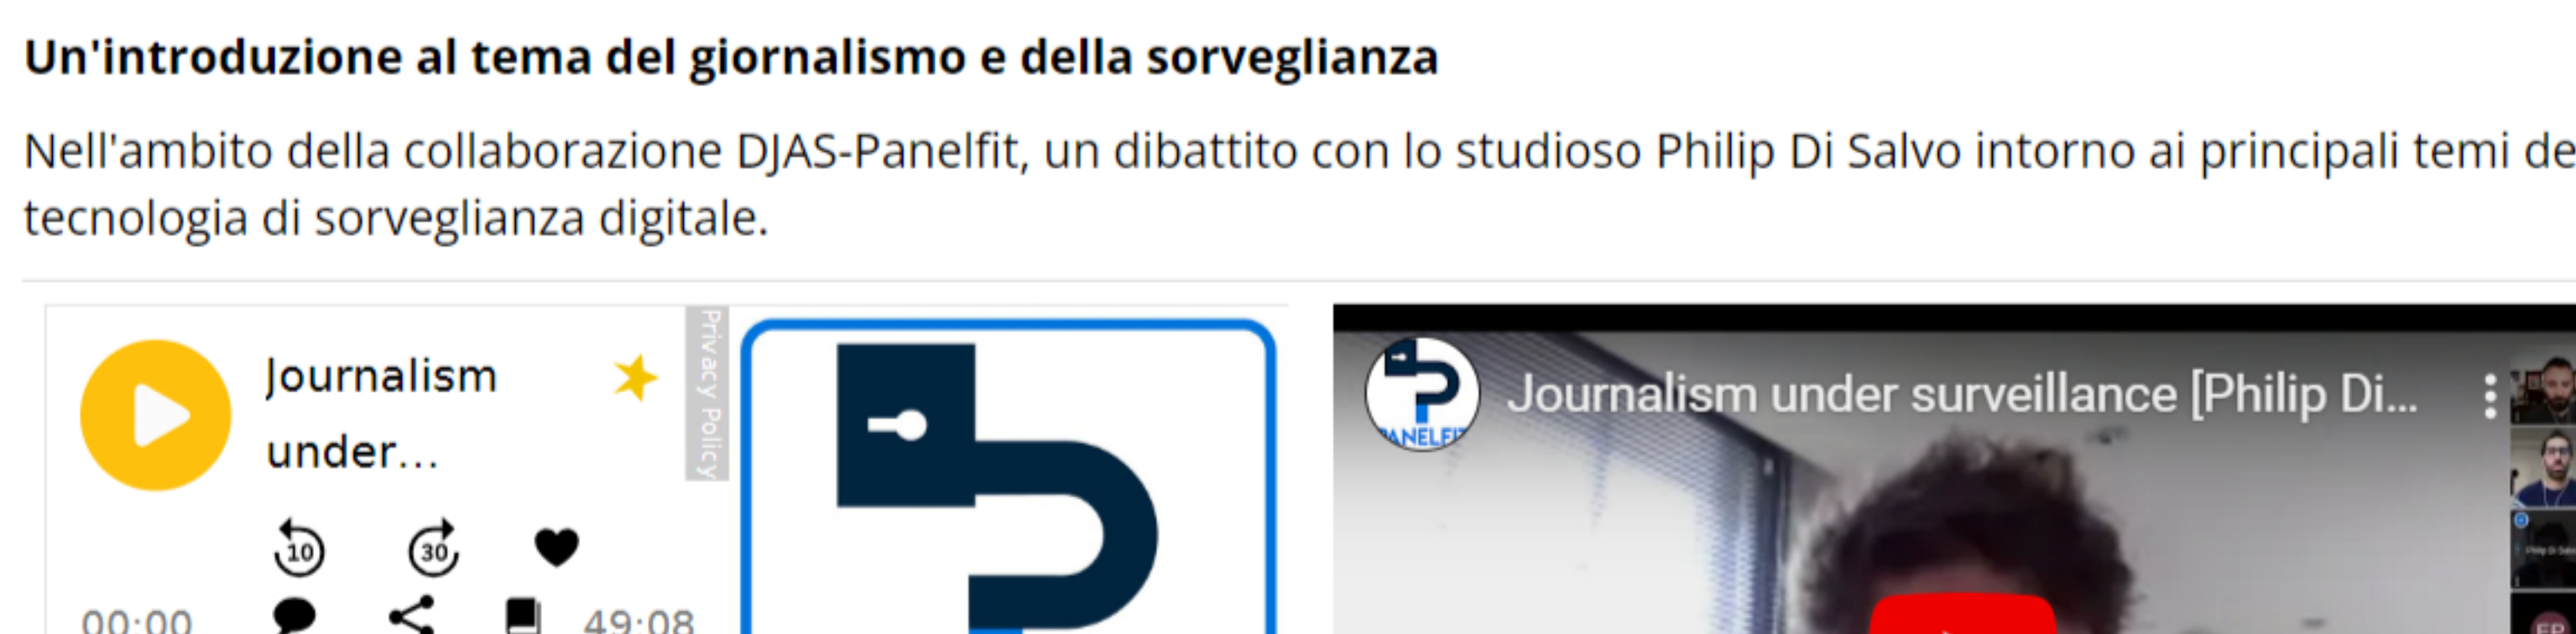 Un'introduzione al tema del giornalismo e della sorveglianza
Nell'ambito della collaborazione DJAS-Panelfit, un dibattito con lo studioso Philip Di Salvo intorno ai principali temi de
tecnologia di sorveglianza digitale.
Journalism
under...
Privacy Policy
10
30
00:00
49:08
PANELFIT
Journalism under surveillance [Philip Di...